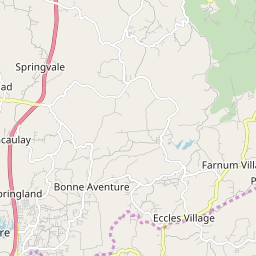 Springvale
ad
acaulay
Farnum Villa
P
Bonne Aventure
pringland
Eccles Village
re